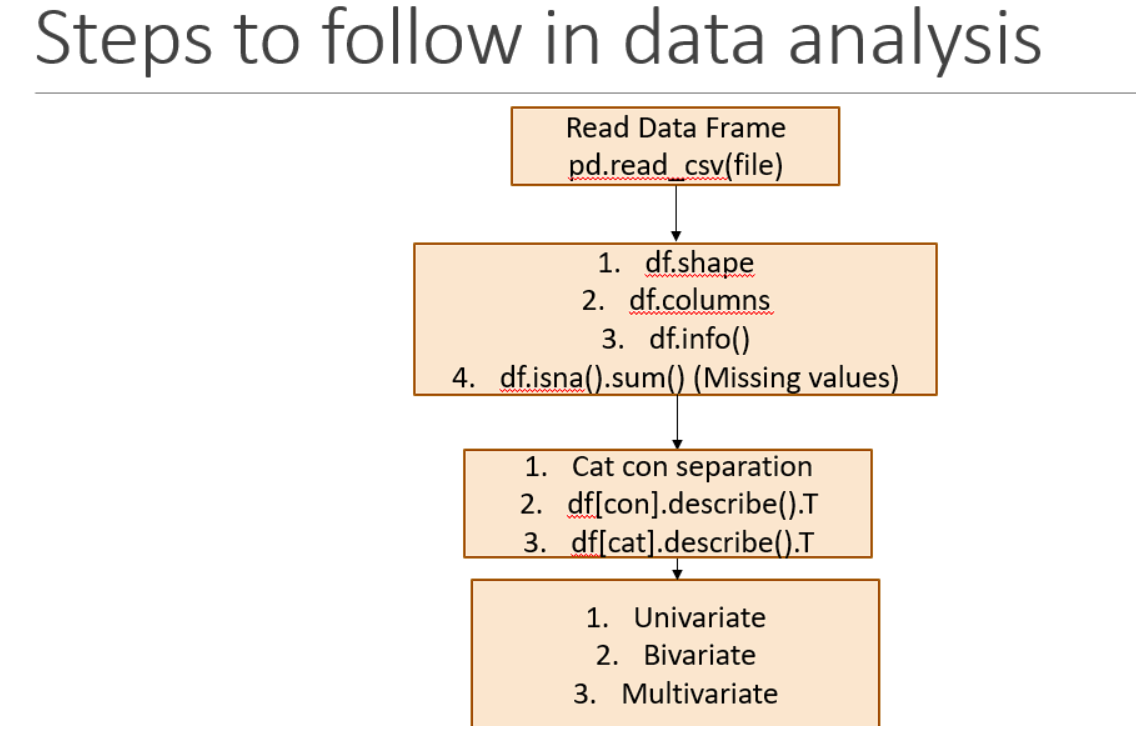 Steps to follow in data analysis
Read Data Frame
pd.read_csv(file)
1. df.shape
2. df.columns
3. df.info()
4. df.isna().sum() (Missing values)
1. Cat con separation
2. df[con].describe().T
3. df[cat].describe().T
1. Univariate
2. Bivariate
3. Multivariate